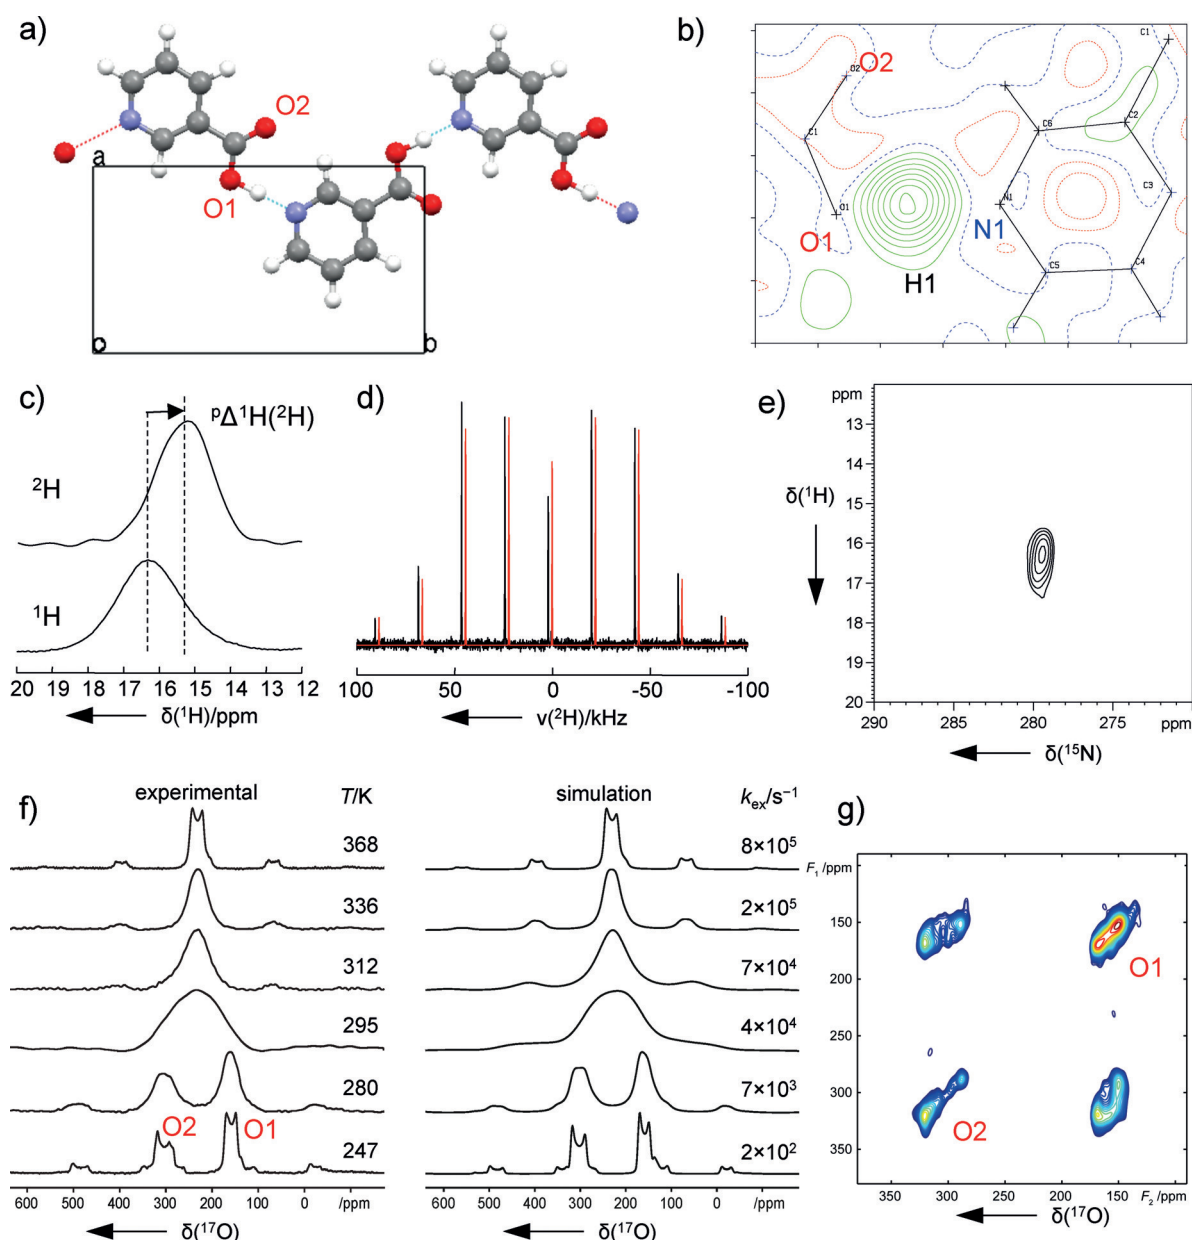 a)
O2
a
O1
o
b
b)
C1
O2
O2
C6
C2
C1
C3
N1
O1
O1
N1
C5
C4
H1
c)
ᵖΔ¹H(²H)
²H
¹H
20 19 18 17 16 15 14 13 12
δ(¹H)/ppm
d)
100 50 0 -50 -100
ν(²H)/kHz
e)
ppm
13
14
15
16
17
18
19
20
δ(¹H)
290 285 280 275 ppm
δ(¹⁵N)
f)
experimental T/K simulation kₑₓ/s⁻¹
368 8×10⁵
336 2×10⁵
312 7×10⁴
295 4×10⁴
280 7×10³
O2 O1
247 2×10²
600 500 400 300 200 100 0 /ppm
600 500 400 300 200 100 0 /ppm
δ(¹⁷O)
δ(¹⁷O)
g)
F₁ /ppm
150
200
250
300
350
O1
O2
350 300 250 200 150 F₂ /ppm
δ(¹⁷O)